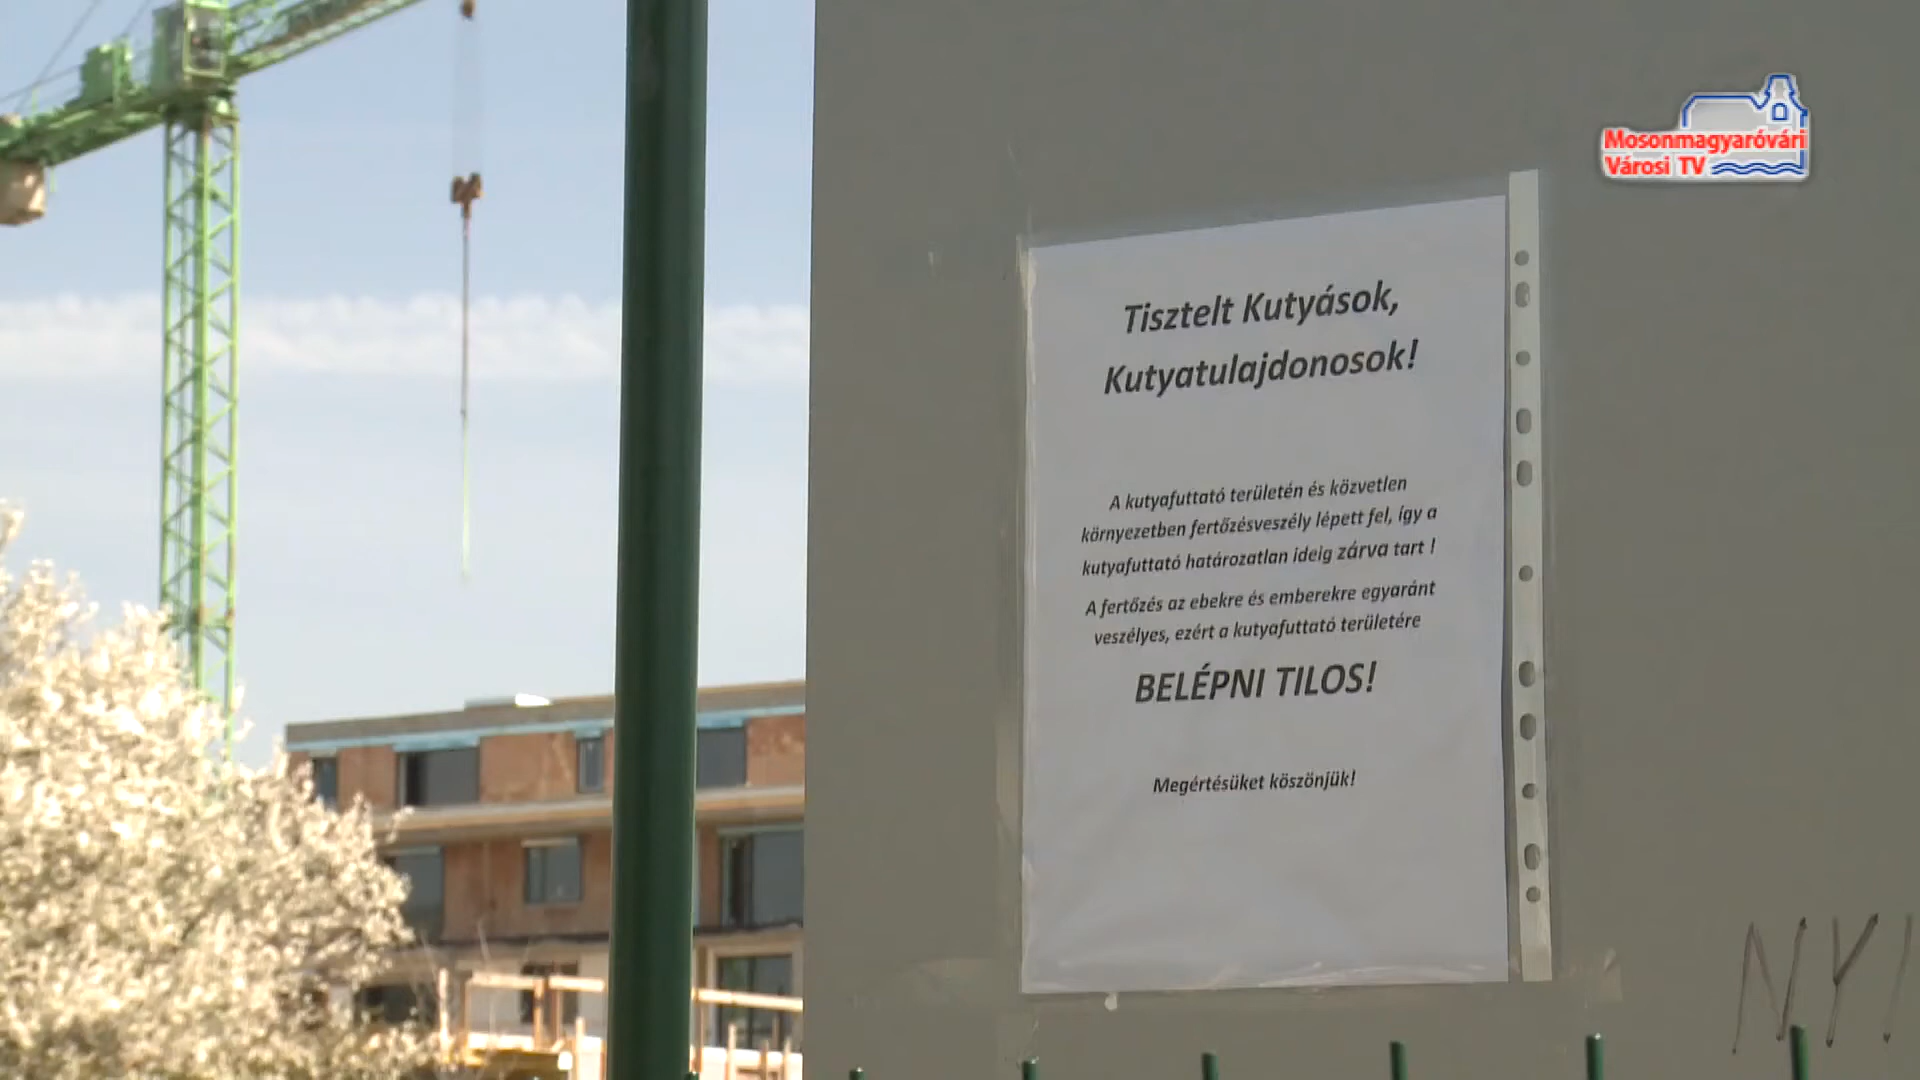 Mosonmagyaróvári
Városi TV
Tisztelt Kutyások,
Kutyatulajdonosok!
A kutyafuttató területén és közvetlen
környezetben fertőzésveszély lépett fel, így a
kutyafuttató határozatlan ideig zárva tart !
A fertőzés az ebekre és emberekre egyaránt
veszélyes, ezért a kutyafuttató területére
BELÉPNI TILOS!
Megértésüket köszönjük!